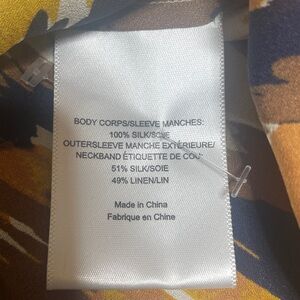 BODY CORPS/SLEEVE MANCHES:
100% SILK/SOIE
OUTERSLEEVE MANCHE EXTÉRIEURE/
NECKBAND ÉTIQUETTE DE COU:
51% SILK/SOIE
49% LINEN/LIN
Made in China
Fabrique en Chine